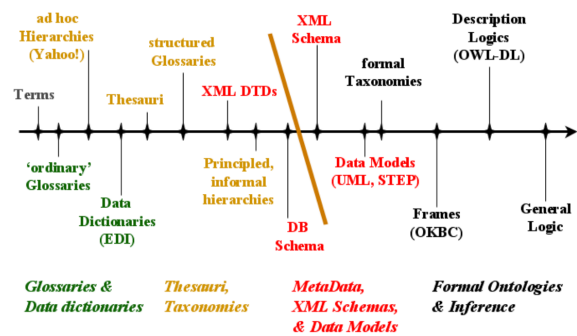 ad hoc
Hierarchies
(Yahoo!)
structured
Glossaries
XML
Schema
formal
Taxonomies
Description
Logics
(OWL-DL)
Terms
Thesauri
XML DTDs
‘ordinary’
Glossaries
Data
Dictionaries
(EDI)
Principled,
informal
hierarchies
DB
Schema
Data Models
(UML, STEP)
Frames
(OKBC)
General
Logic
Glossaries &
Data dictionaries
Thesauri,
Taxonomies
MetaData,
XML Schemas,
& Data Models
Formal Ontologies
& Inference